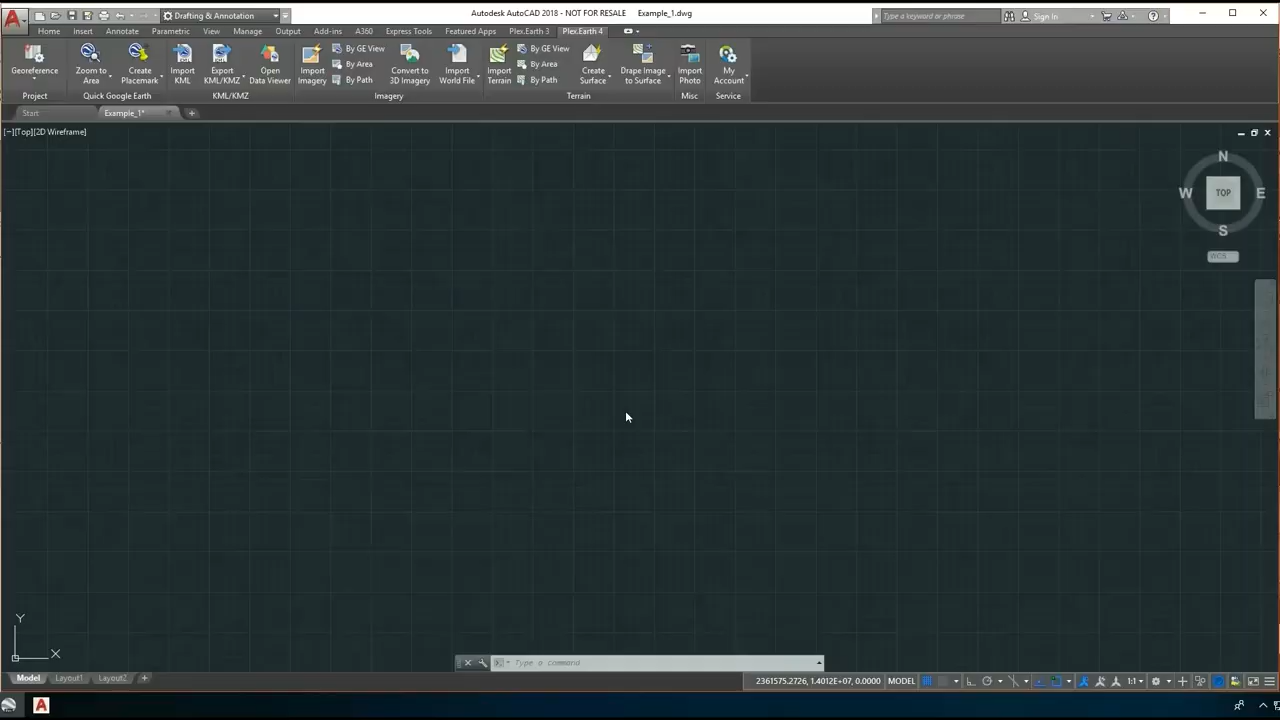 Drafting & Annotation
Autodesk AutoCAD 2018 - NOT FOR RESALE Example_1.dwg
Type a keyword or phrase
Sign In
Home Insert Annotate Parametric View Manage Output Add-ins A360 Express Tools Featured Apps Plex.Earth 3 Plex.Earth 4
Georeference
Zoom to Area
Create Placemark
Import KML
Export KML/KMZ
Open Data Viewer
Import Imagery
By GE View
By Area
By Path
Convert to 3D Imagery
Import World File
Import Terrain
By GE View
By Area
By Path
Create Surface
Drape Image to Surface
Import Photo
My Account
Project Quick Google Earth KML/KMZ Imagery Terrain Misc Service
Start Example_1*
[−][Top][2D Wireframe]
N
W TOP E
S
WCS
Y
X
Type a command
Model Layout1 Layout2
2361575.2726, 1.4012E+07, 0.0000 MODEL 1:1